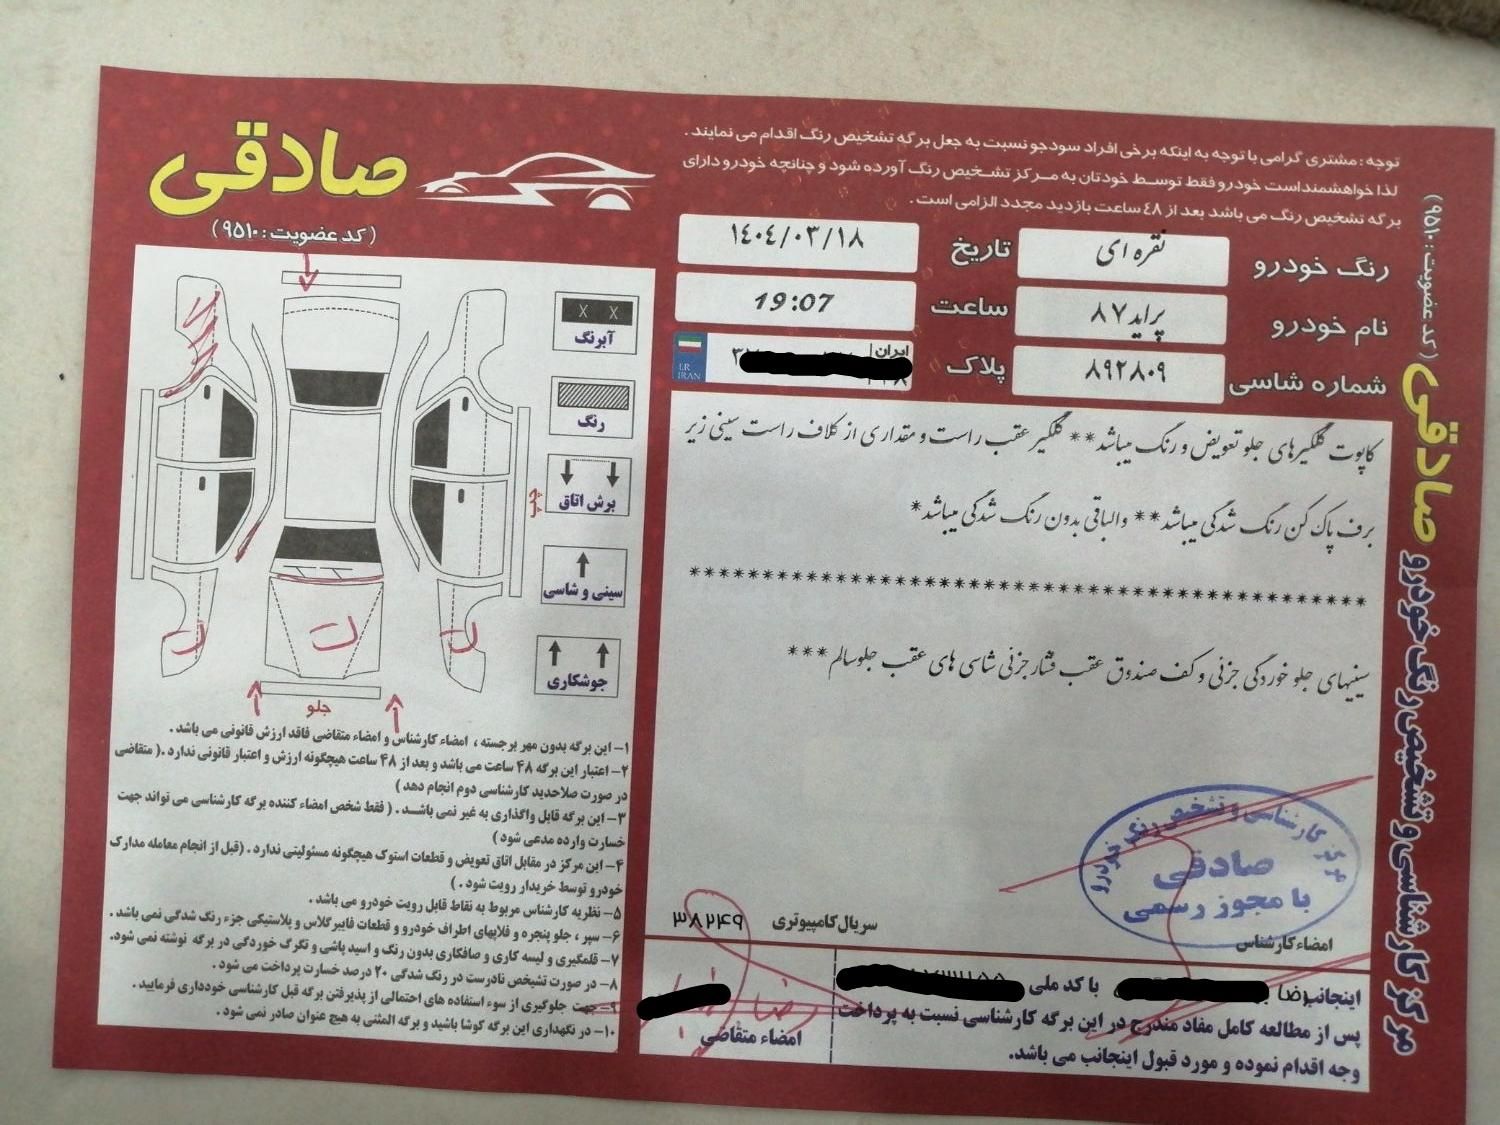 توجه : مشتری گرامی با توجه به اینکه برخی افراد سودجو نسبت به جعل برگه تشخیص رنگ اقدام می نمایند .
لذا خواهشمند است خودرو فقط توسط خودتان به مرکز تشخیص رنگ آورده شود و چنانچه خودرو دارای
برگه تشخیص رنگ می باشد بعد از ۴۸ ساعت بازدید مجدد الزامی است .
صادقی
(کد عضویت : ۹۵۱۰)
رنگ خودرو نقره ای تاریخ ۱۴۰۴/۰۳/۱۸
نام خودرو پراید ۸۷ ساعت 19:07
شماره شاسی ۸۹۲۸۰۹ پلاک ایران
I.R.
IRAN
کاپوت گلگیرهای جلو تعویض و رنگ میباشد** گلگیر عقب راست و مقداری از کلاف راست سینی زیر
برف پاک کن رنگ شدگی میباشد** والباقی بدون رنگ شدگی میباشد*
************************************************
سینیهای جلو خوردگی جزئی و کف صندوق عقب فشار جزئی شاسی های عقب جلو سالم***
X X
آبرنگ
رنگ
برش اتاق
سینی و شاسی
جوشکاری
چپ
ت
ت
ت
جلو
۱- این برگه بدون مهر برجسته ، امضاء کارشناس و امضاء متقاضی فاقد ارزش قانونی می باشد .
۲- اعتبار این برگه ۴۸ ساعت می باشد و بعد از ۴۸ ساعت هیچگونه ارزش و اعتبار قانونی ندارد .( متقاضی
در صورت صلاحدید کارشناسی دوم انجام دهد )
۳- این برگه قابل واگذاری به غیر نمی باشد . ( فقط شخص امضاء کننده برگه کارشناسی می تواند جهت
خسارت وارده مدعی شود )
۴- این مرکز در مقابل اتاق تعویض و قطعات استوک هیچگونه مسئولیتی ندارد . (قبل از انجام معامله مدارک
خودرو توسط خریدار رویت شود . )
۵- نظریه کارشناس مربوط به نقاط قابل رویت خودرو می باشد .
۶- سپر ، جلو پنجره و فلاپهای اطراف خودرو و قطعات فایبرگلاس و پلاستیکی جزء رنگ شدگی نمی باشد .
۷- قلمگیری و لیسه کاری و صافکاری بدون رنگ و اسید پاشی و تگرگ خوردگی در برگه نوشته نمی شود.
۸- در صورت تشخیص نادرست در رنگ شدگی ۲۰ درصد خسارت پرداخت می شود .
۹- جهت جلوگیری از سوء استفاده های احتمالی از پذیرفتن برگه قبل کارشناسی خودداری فرمایید .
۱۰- در نگهداری این برگه کوشا باشید و برگه المثنی به هیچ عنوان صادر نمی شود .
مرکز کارشناسی و تشخیص رنگ خودرو
صادقی
با مجوز رسمی
امضاء کارشناس
سریال کامپیوتری ۳۸۲۴۹
اینجانب رضا با کد ملی
پس از مطالعه کامل مفاد مندرج در این برگه کارشناسی نسبت به پرداخت
وجه اقدام نموده و مورد قبول اینجانب می باشد.
رضا
امضاء متقاضی
مرکز کارشناسی و تشخیص رنگ خودرو صادقی (کد عضویت : ۹۵۱۰)